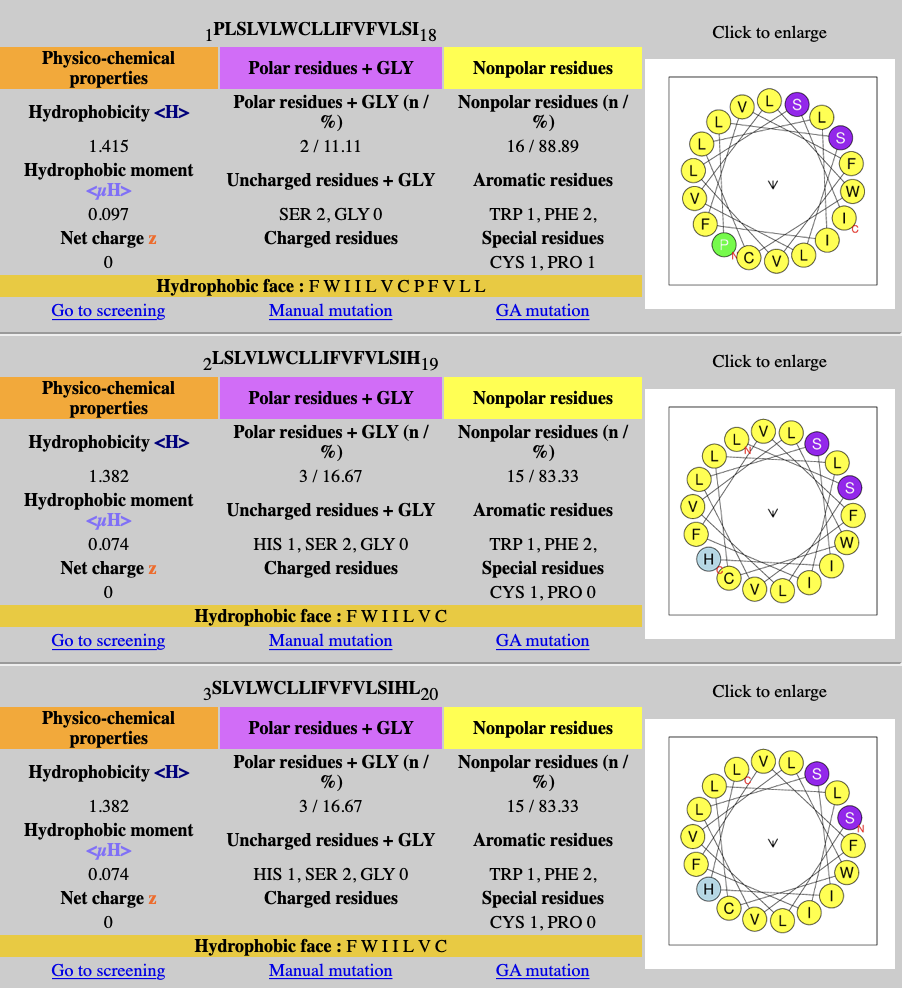 1PLSLVLWCLLIFVFVLSI18
Click to enlarge
Physico-chemical properties
Polar residues + GLY
Nonpolar residues
Hydrophobicity <H>
Polar residues + GLY (n / %)
Nonpolar residues (n / %)
1.415
2 / 11.11
16 / 88.89
Hydrophobic moment <μH>
Uncharged residues + GLY
Aromatic residues
0.097
SER 2, GLY 0
TRP 1, PHE 2,
Net charge z
Charged residues
Special residues
0
CYS 1, PRO 1
Hydrophobic face : F W I I L V C P F V L L
Go to screening
Manual mutation
GA mutation
L S L S F W I C I L V C N P F V L L L V
2LSLVLWCLLIFVFVLSIH19
Click to enlarge
Physico-chemical properties
Polar residues + GLY
Nonpolar residues
Hydrophobicity <H>
Polar residues + GLY (n / %)
Nonpolar residues (n / %)
1.382
3 / 16.67
15 / 83.33
Hydrophobic moment <μH>
Uncharged residues + GLY
Aromatic residues
0.074
HIS 1, SER 2, GLY 0
TRP 1, PHE 2,
Net charge z
Charged residues
Special residues
0
CYS 1, PRO 0
Hydrophobic face : F W I I L V C
Go to screening
Manual mutation
GA mutation
V L S L S F W I I L V C C H F V L L L N
3SLVLWCLLIFVFVLSIHL20
Click to enlarge
Physico-chemical properties
Polar residues + GLY
Nonpolar residues
Hydrophobicity <H>
Polar residues + GLY (n / %)
Nonpolar residues (n / %)
1.382
3 / 16.67
15 / 83.33
Hydrophobic moment <μH>
Uncharged residues + GLY
Aromatic residues
0.074
HIS 1, SER 2, GLY 0
TRP 1, PHE 2,
Net charge z
Charged residues
Special residues
0
CYS 1, PRO 0
Hydrophobic face : F W I I L V C
Go to screening
Manual mutation
GA mutation
V L S L S N F W I I L V C H F V L L L C